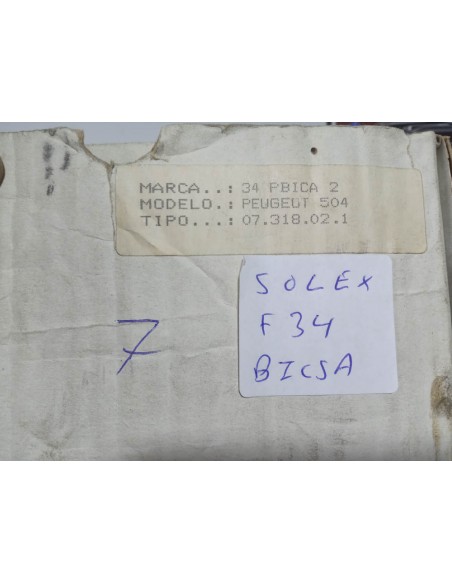 MARCA..: 34 PBICA 2
MODELO.: PEUGEOT 504
TIPO...: 07.318.02.1
SOLEX
F34
BICSA
7